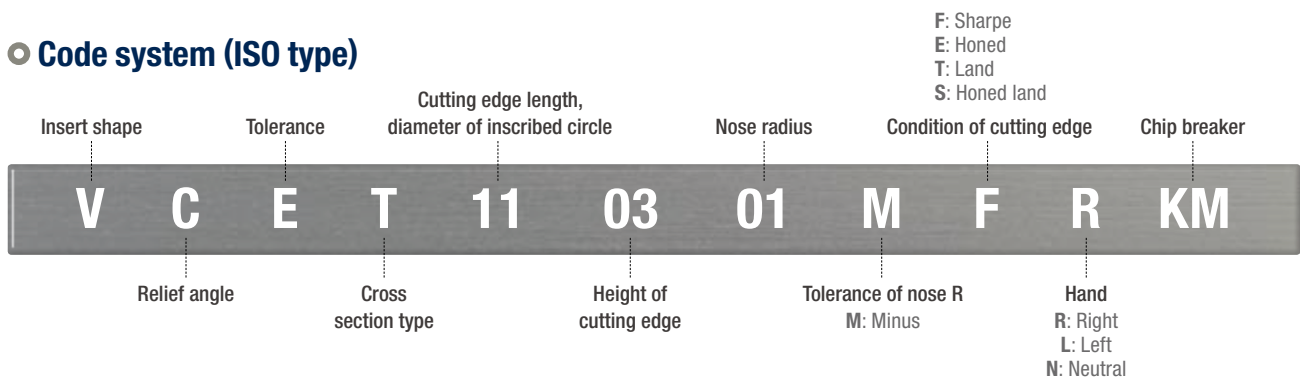 Code system (ISO type)
F: Sharpe
E: Honed
T: Land
S: Honed land
Insert shape
Tolerance
Cutting edge length,
diameter of inscribed circle
Nose radius
Condition of cutting edge
Chip breaker
V C E T 11 03 01 M F R KM
Relief angle
Cross
section type
Height of
cutting edge
Tolerance of nose R
M: Minus
Hand
R: Right
L: Left
N: Neutral